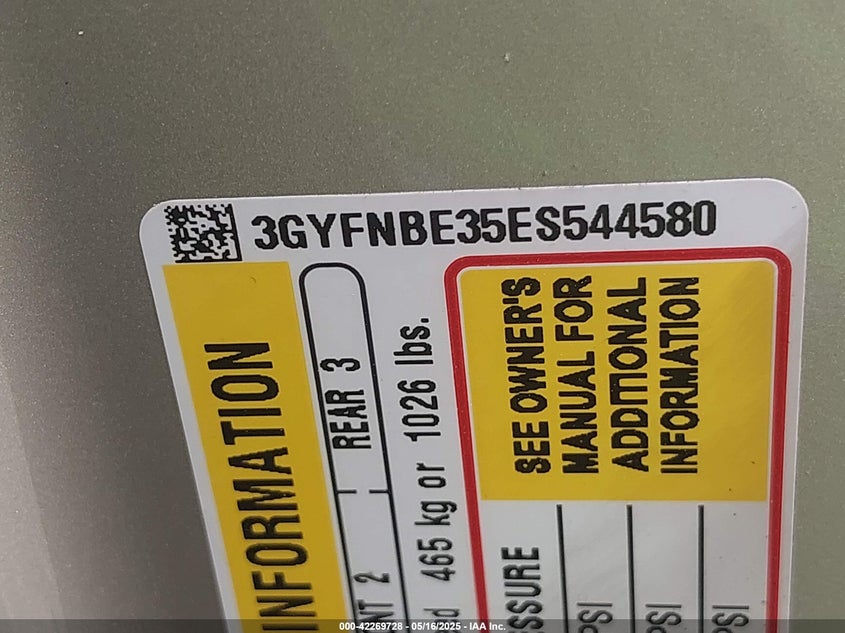 3GYFNBE35ES544580
INFORMATION
REAR 3
NT 2
465 kg or 1026 lbs.
SEE OWNER'S
MANUAL FOR
ADDITIONAL
INFORMATION
SSURE
PSI
PSI
PSI
000-42269728 - 05/16/2025 - IAA Inc.